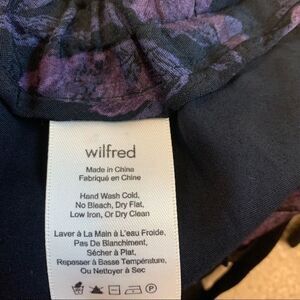 wilfred
Made in China
Fabriqué en Chine
Hand Wash Cold,
No Bleach, Dry Flat,
Low Iron, Or Dry Clean
Laver à La Main à L'eau Froide,
Pas De Blanchiment,
Sécher à Plat,
Repasser à Basse Température,
Ou Nettoyer à Sec